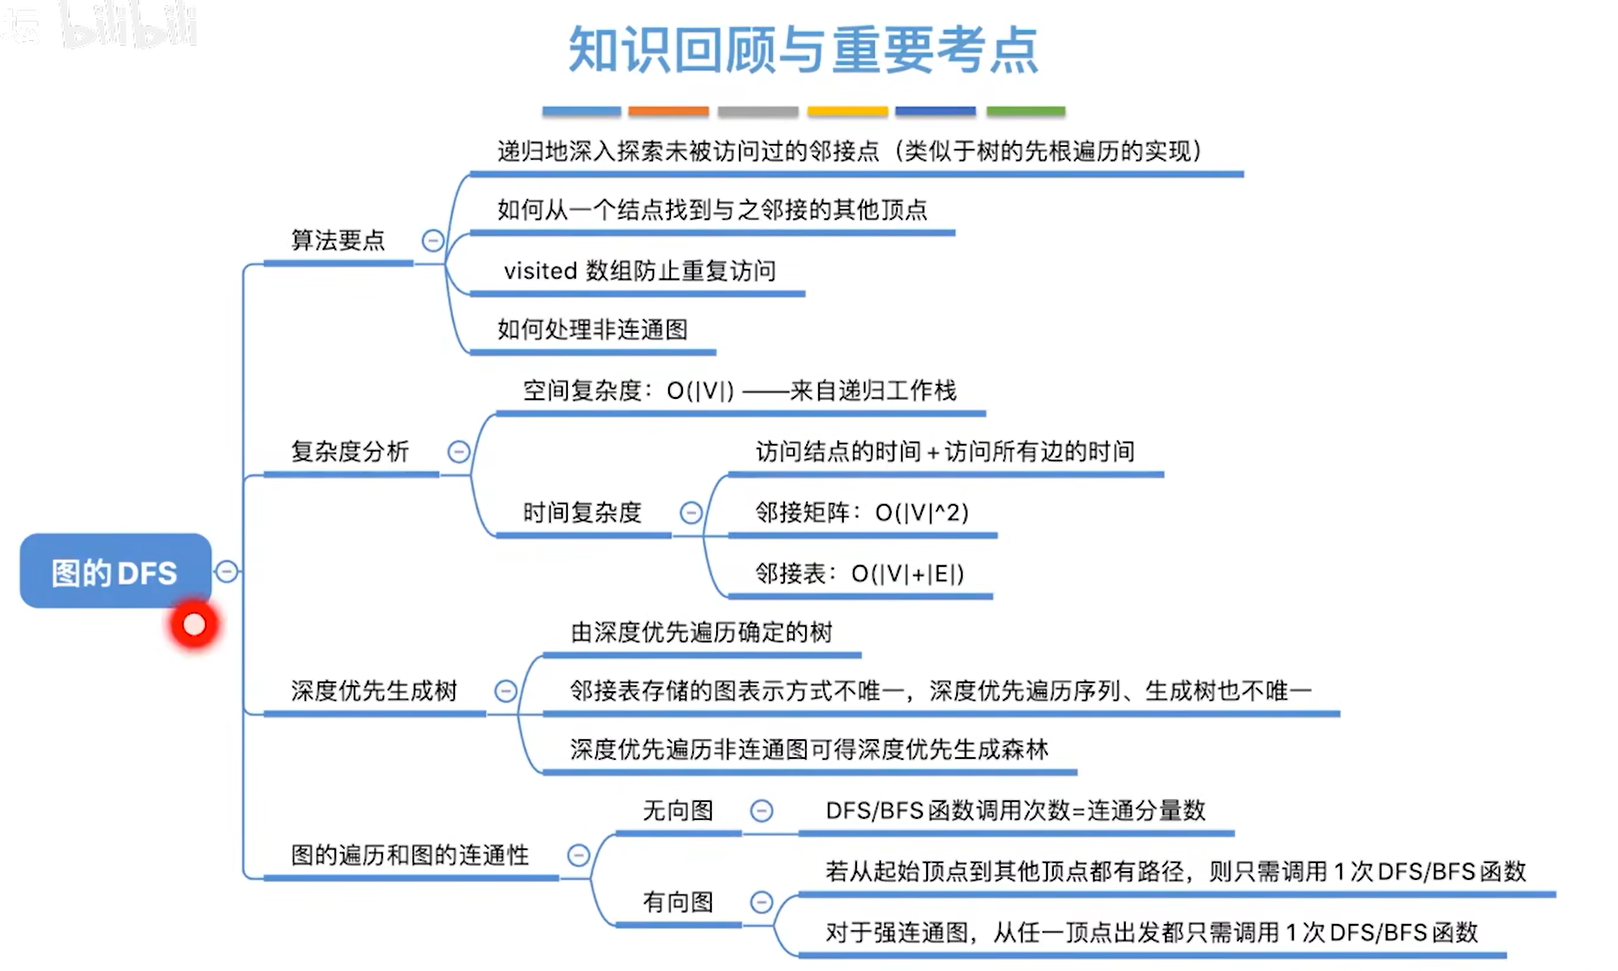 坛 bilibili
知识回顾与重要考点
递归地深入探索未被访问过的邻接点（类似于树的先根遍历的实现）
如何从一个结点找到与之邻接的其他顶点
算法要点
visited 数组防止重复访问
如何处理非连通图
空间复杂度：O(|V|) ——来自递归工作栈
复杂度分析
访问结点的时间 + 访问所有边的时间
时间复杂度
邻接矩阵：O(|V|^2)
邻接表：O(|V|+|E|)
图的 DFS
由深度优先遍历确定的树
深度优先生成树
邻接表存储的图表示方式不唯一，深度优先遍历序列、生成树也不唯一
深度优先遍历非连通图可得深度优先生成森林
无向图
DFS/BFS 函数调用次数=连通分量数
图的遍历和图的连通性
若从起始顶点到其他顶点都有路径，则只需调用 1 次 DFS/BFS 函数
有向图
对于强连通图，从任一顶点出发都只需调用 1 次 DFS/BFS 函数